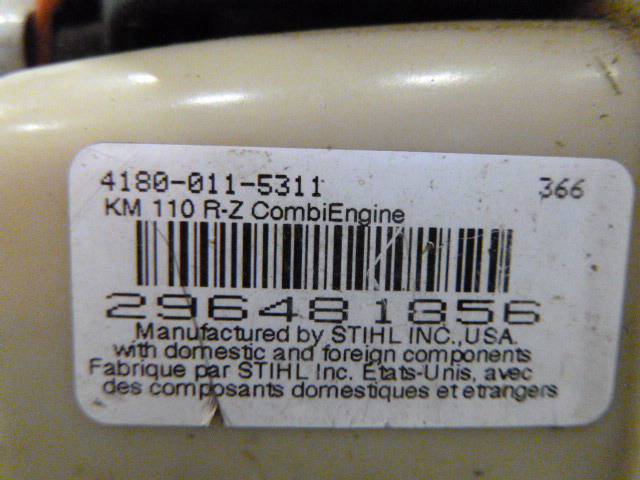 4180-011-5311 366
KM 110 R-Z CombiEngine
296481856
Manufactured by STIHL INC.,USA.
with domestic and foreign components
Fabrique par STIHL Inc. Etats-Unis, avec
des composants domestiques et etrangers